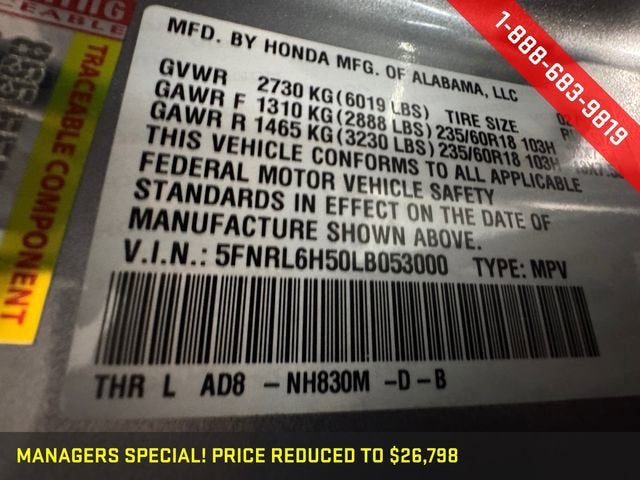 1-888-683-9819
TRACEABLE COMPONENT
MFD. BY HONDA MFG. OF ALABAMA, LLC
GVWR 2730 KG (6019 LBS) TIRE SIZE
GAWR F 1310 KG (2888 LBS) 235/60R18 103H
GAWR R 1465 KG (3230 LBS) 235/60R18 103H
THIS VEHICLE CONFORMS TO ALL APPLICABLE
FEDERAL MOTOR VEHICLE SAFETY
STANDARDS IN EFFECT ON THE DATE OF
MANUFACTURE SHOWN ABOVE.
V.I.N.: 5FNRL6H50LB053000 TYPE: MPV
THR L AD8 - NH830M - D - B
MANAGERS SPECIAL! PRICE REDUCED TO $26,798